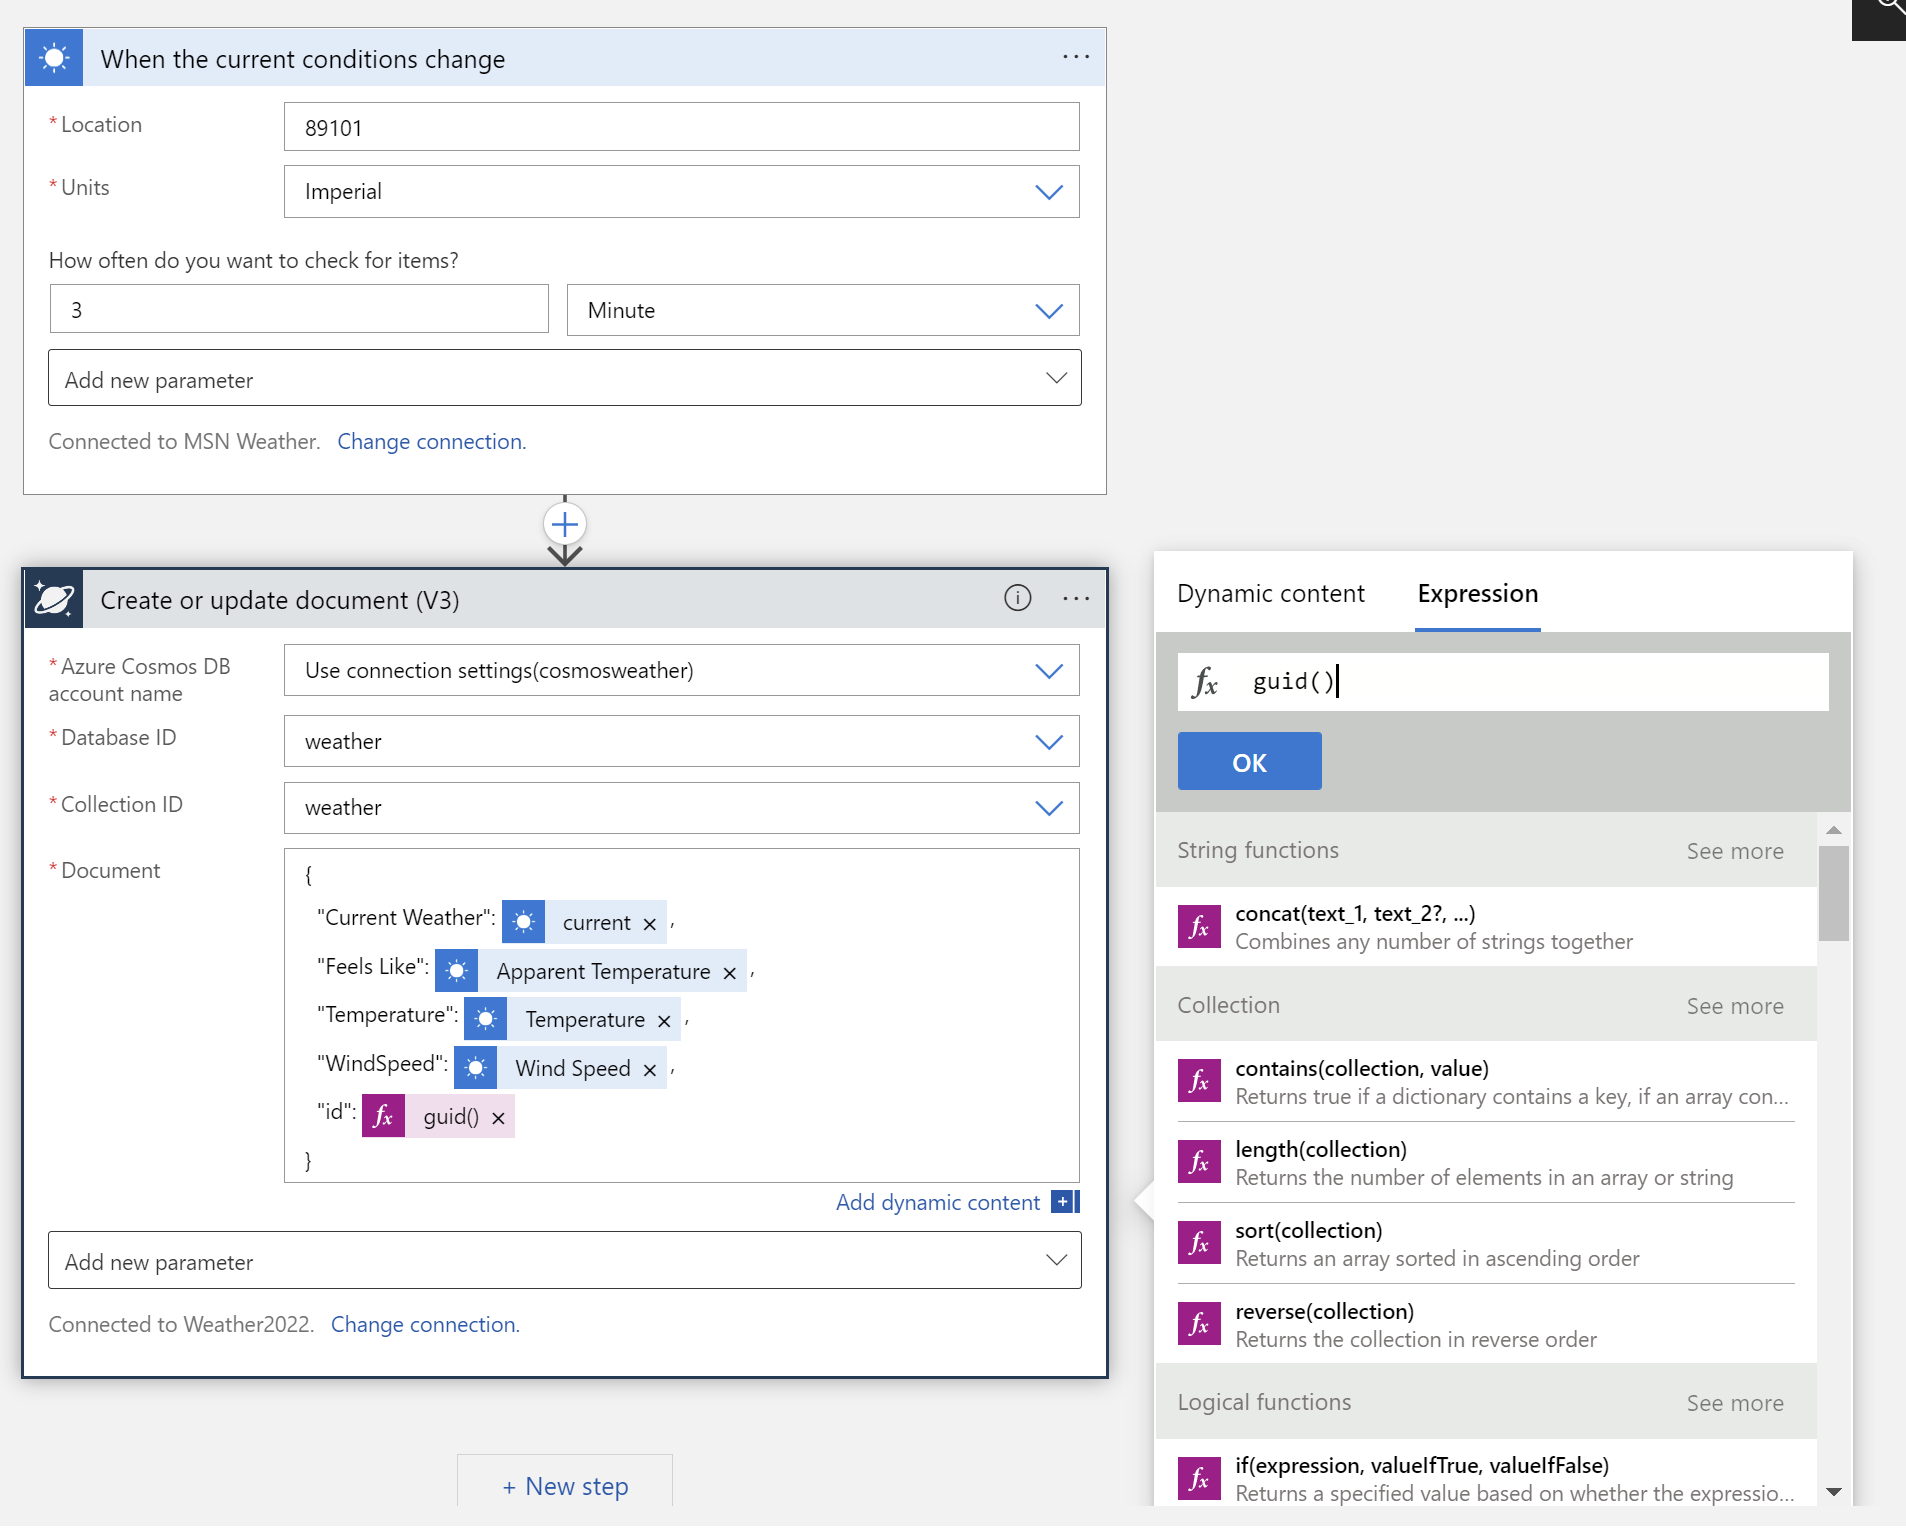 When the current conditions change
* Location
89101
* Units
Imperial
How often do you want to check for items?
3
Minute
Add new parameter
Connected to MSN Weather. Change connection.
Create or update document (V3)
* Azure Cosmos DB
account name
Use connection settings(cosmosweather)
* Database ID
weather
* Collection ID
weather
* Document
{
"Current Weather": current × ,
"Feels Like": Apparent Temperature × ,
"Temperature": Temperature × ,
"WindSpeed": Wind Speed × ,
"id": fx guid() ×
}
Add dynamic content
Add new parameter
Connected to Weather2022. Change connection.
+ New step
Dynamic content Expression
fx guid()
OK
String functions See more
fx concat(text_1, text_2?, ...)
Combines any number of strings together
Collection See more
fx contains(collection, value)
Returns true if a dictionary contains a key, if an array con...
fx length(collection)
Returns the number of elements in an array or string
fx sort(collection)
Returns an array sorted in ascending order
fx reverse(collection)
Returns the collection in reverse order
Logical functions See more
fx if(expression, valueIfTrue, valueIfFalse)
Returns a specified value based on whether the expressio...